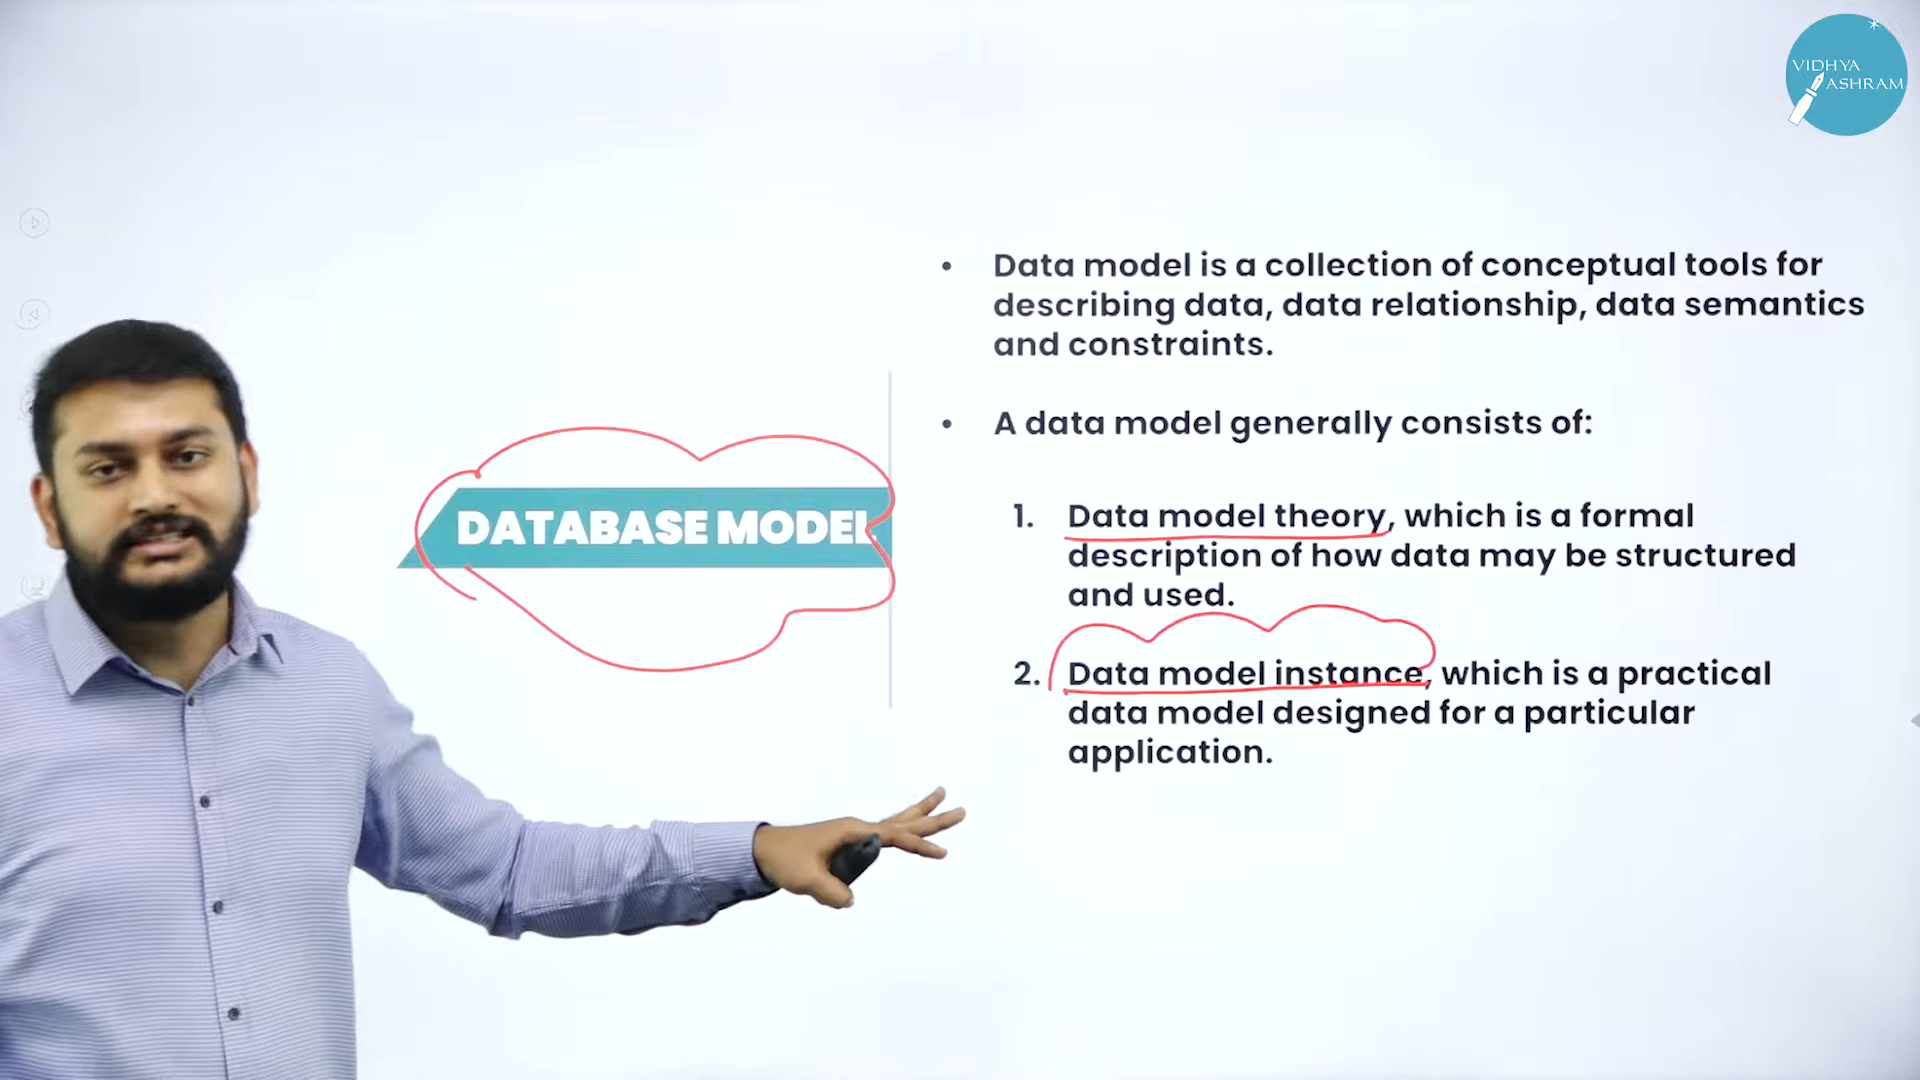 VIDHYA
ASHRAM
• Data model is a collection of conceptual tools for
describing data, data relationship, data semantics
and constraints.
• A data model generally consists of:
DATABASE MODEL
1. Data model theory, which is a formal
description of how data may be structured
and used.
2. Data model instance, which is a practical
data model designed for a particular
application.